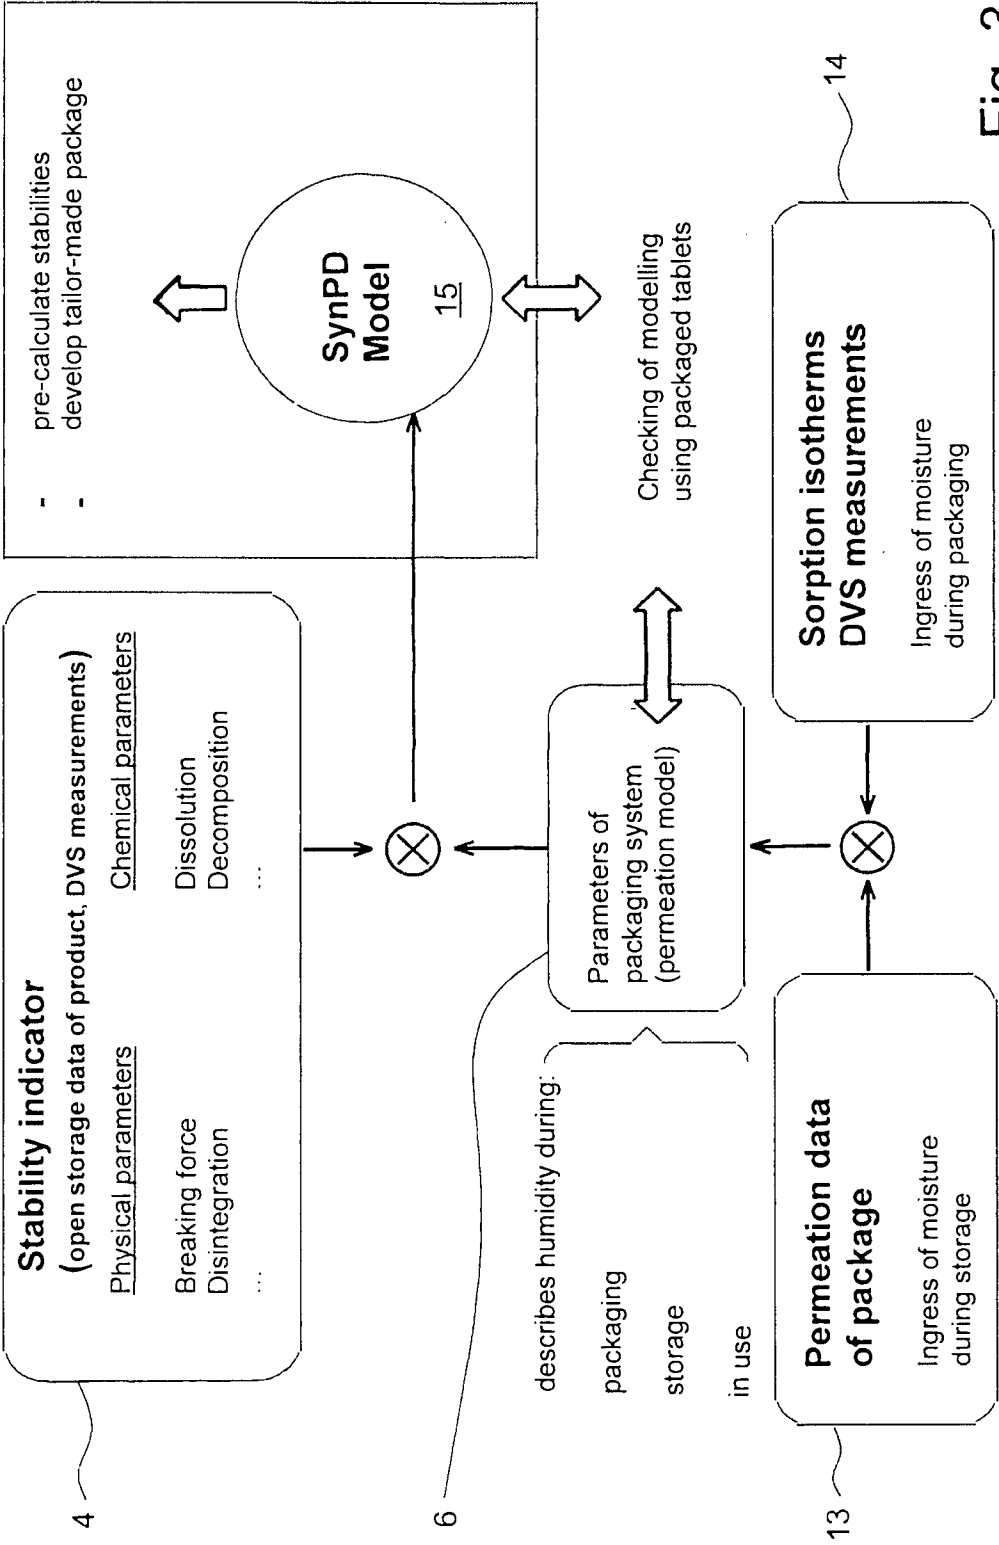 Stability indicator
(open storage data of product, DVS measurements)
Physical parameters
Breaking force
Disintegration
...
Chemical parameters
Dissolution
Decomposition
...
4
- pre-calculate stabilities
- develop tailor-made package
SynPD
Model
15
6
describes humidity during:
packaging
storage
in use
Parameters of
packaging system
(permeation model)
Checking of modelling
using packaged tablets
Permeation data
of package
Ingress of moisture
during storage
13
Sorption isotherms
DVS measurements
Ingress of moisture
during packaging
14
Fig.